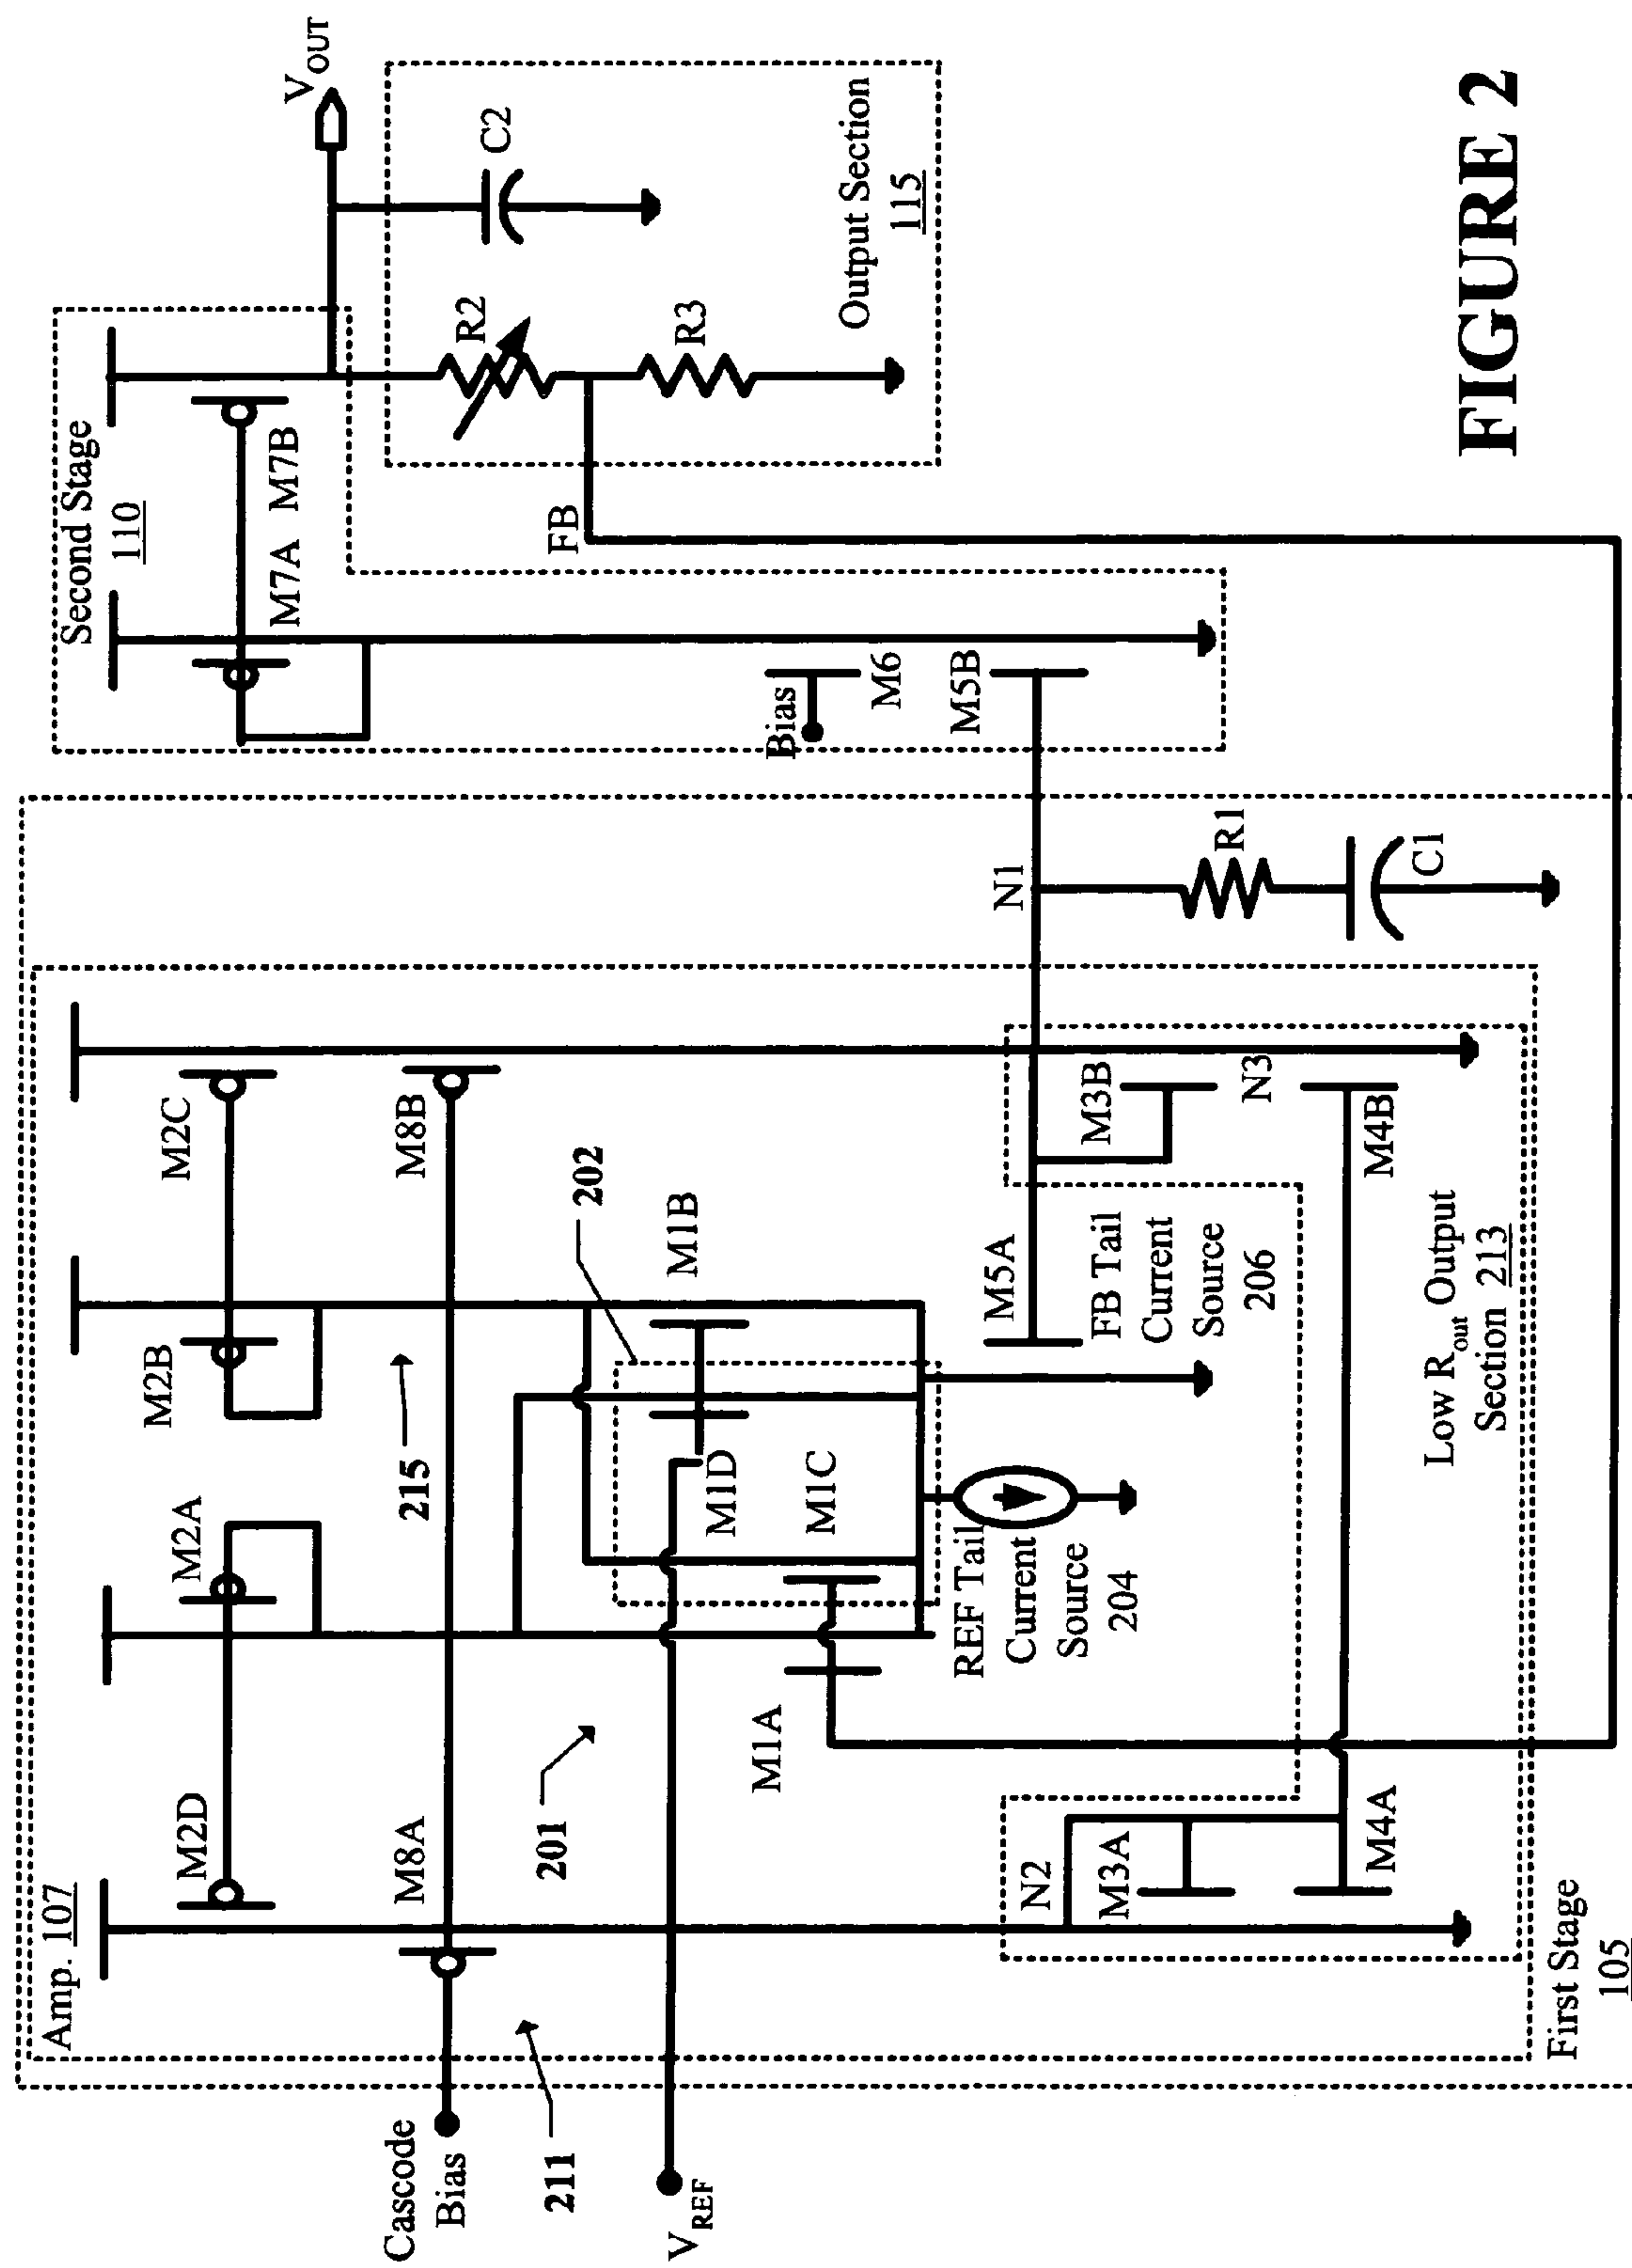 Amp. 107
M2D
M2A
M2B
M2C
Second Stage
110
M7A
M7B
V OUT
Cascode
Bias
M8A
215
M8B
211
201
202
V REF
M1A
M1D
M1C
M1B
Bias
M6
M5B
FB
R2
R3
C2
Output Section
115
REF Tail
Current
Source
204
M5A
FB Tail
Current
Source
206
N1
R1
C1
N2
M3A
M4A
M3B
N3
M4B
Low R out Output
Section 213
First Stage
105
FIGURE 2